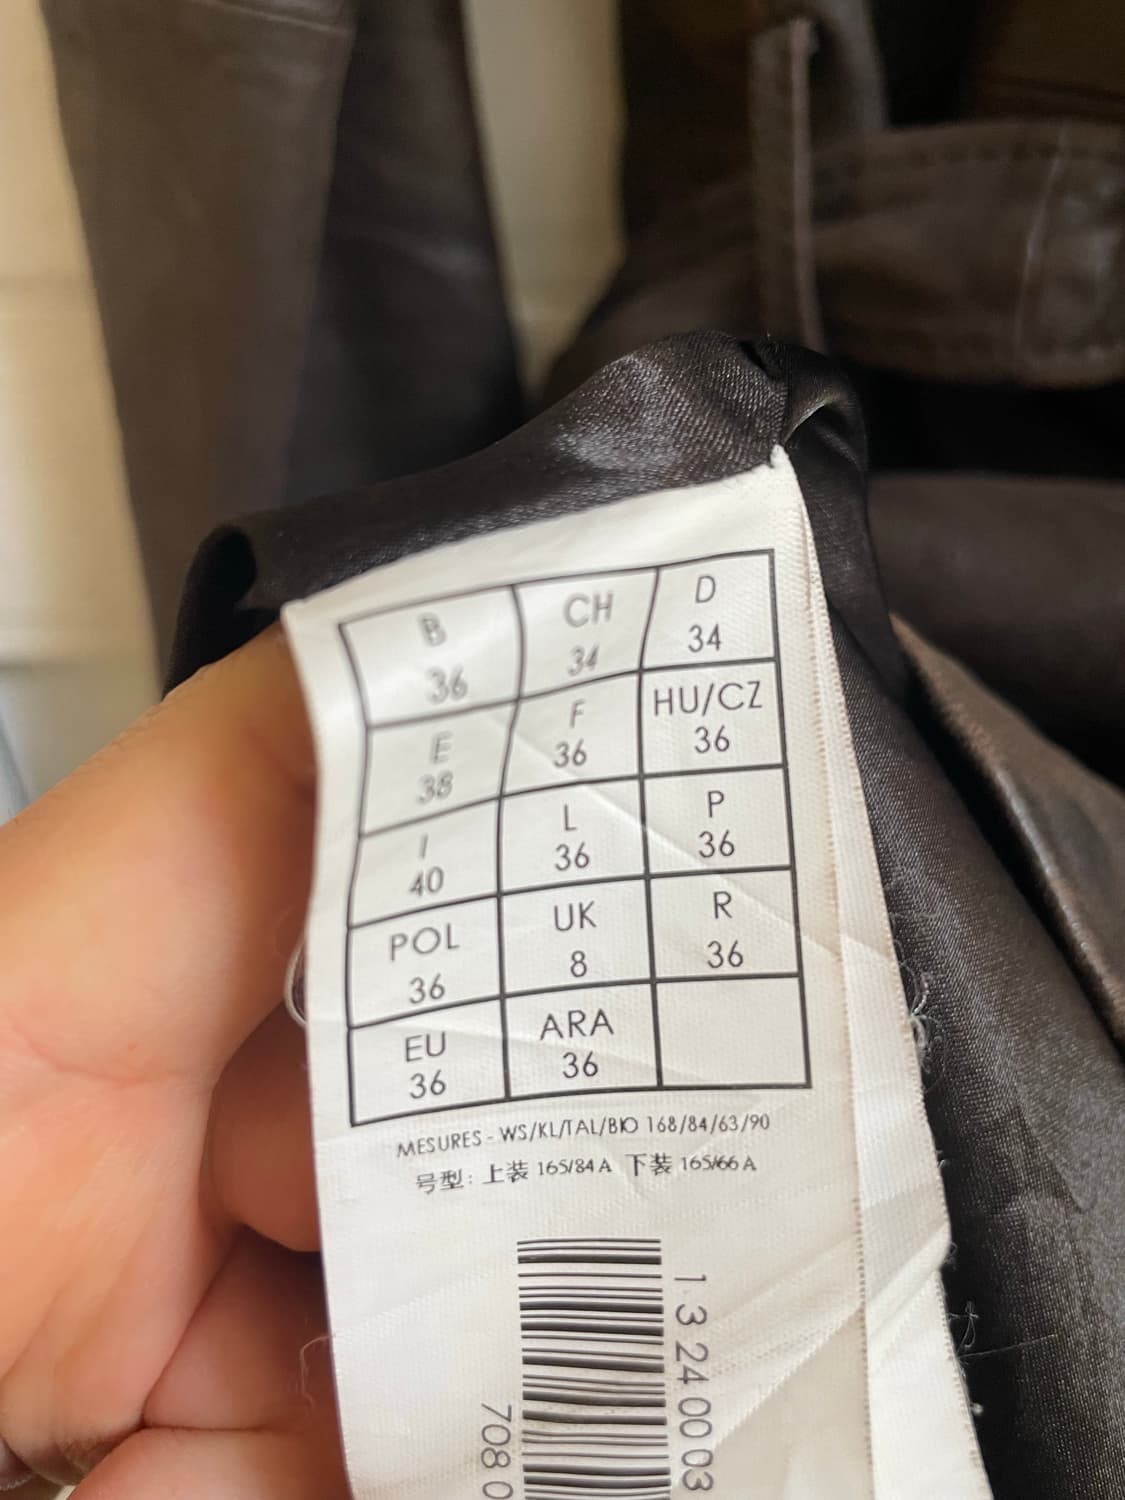 B CH D
36 34 34
E F HU/CZ
38 36 36
I L P
40 36 36
POL UK R
36 8 36
EU ARA
36 36
MESURES - WS/KL/TAL/BIO 168/84/63/90
号型: 上装 165/84 A 下装 165/66 A
1 3 24 00 03
708 0